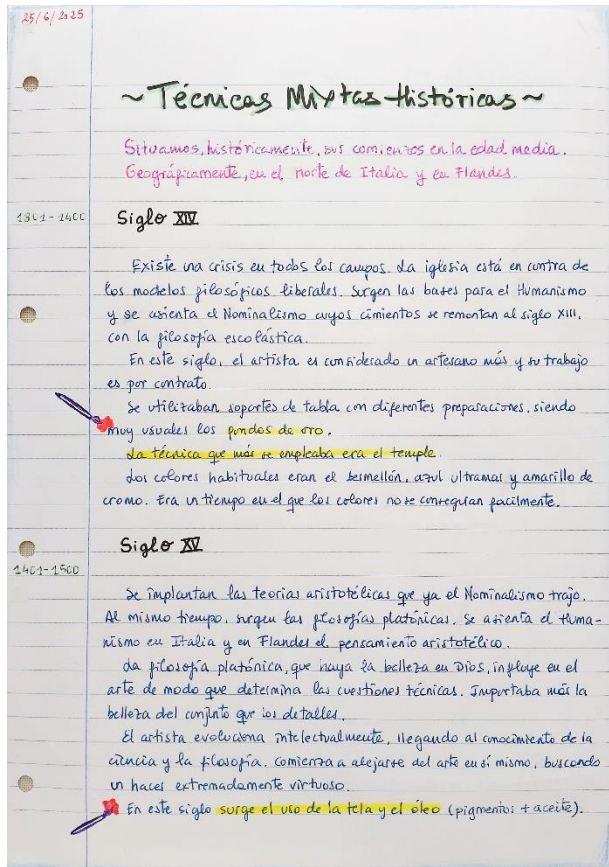 25/6/2025
~Técnicas Mixtas Históricas~
Situamos, históricamente, sus comienzos en la edad media.
Geográficamente, en el norte de Italia y en Flandes.
1301-1400 Siglo XIV
Existe una crisis en todos los campos. La iglesia está en contra de
los modelos filosóficos liberales. Surgen las bases para el Humanismo
y se asienta el Nominalismo cuyos cimientos se remontan al siglo XIII,
con la filosofía escolástica.
En este siglo, el artista es considerado un artesano más y su trabajo
es por contrato.
Se utilizaban soportes de tabla con diferentes preparaciones, siendo
muy usuales los fondos de oro.
La técnica que más se empleaba era el temple.
Los colores habituales eran el bermellón, azul ultramar y amarillo de
cromo. Era un tiempo en el que los colores no se conseguían facilmente.
Siglo XV
1401-1500
Se implantan las teorías aristotélicas que ya el Nominalismo trajo.
Al mismo tiempo, surgen las filosofías platónicas. Se asienta el Huma-
nismo en Italia y en Flandes el pensamiento aristotélico.
La filosofía platónica, que haya la belleza en Dios, influye en el
arte de modo que determina las cuestiones técnicas. Importaba más la
belleza del conjunto que los detalles.
El artista evoluciona intelectualmente, llegando al conocimiento de la
ciencia y la filosofía. Comienza a alejarse del arte en sí mismo, buscando
un haces extremadamente virtuoso.
En este siglo surge el uso de la tela y el óleo (pigmentos + aceite).